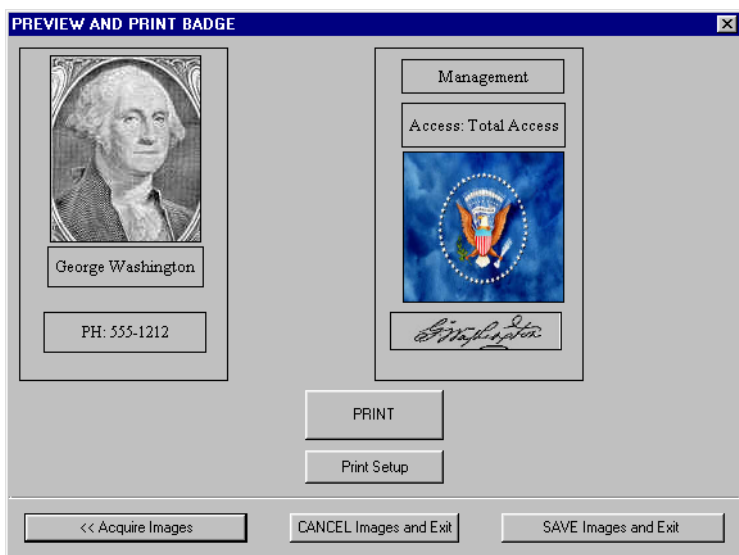 PREVIEW AND PRINT BADGE
George Washington
PH: 555-1212
Management
Access: Total Access
G Washington
PRINT
Print Setup
<< Acquire Images
CANCEL Images and Exit
SAVE Images and Exit